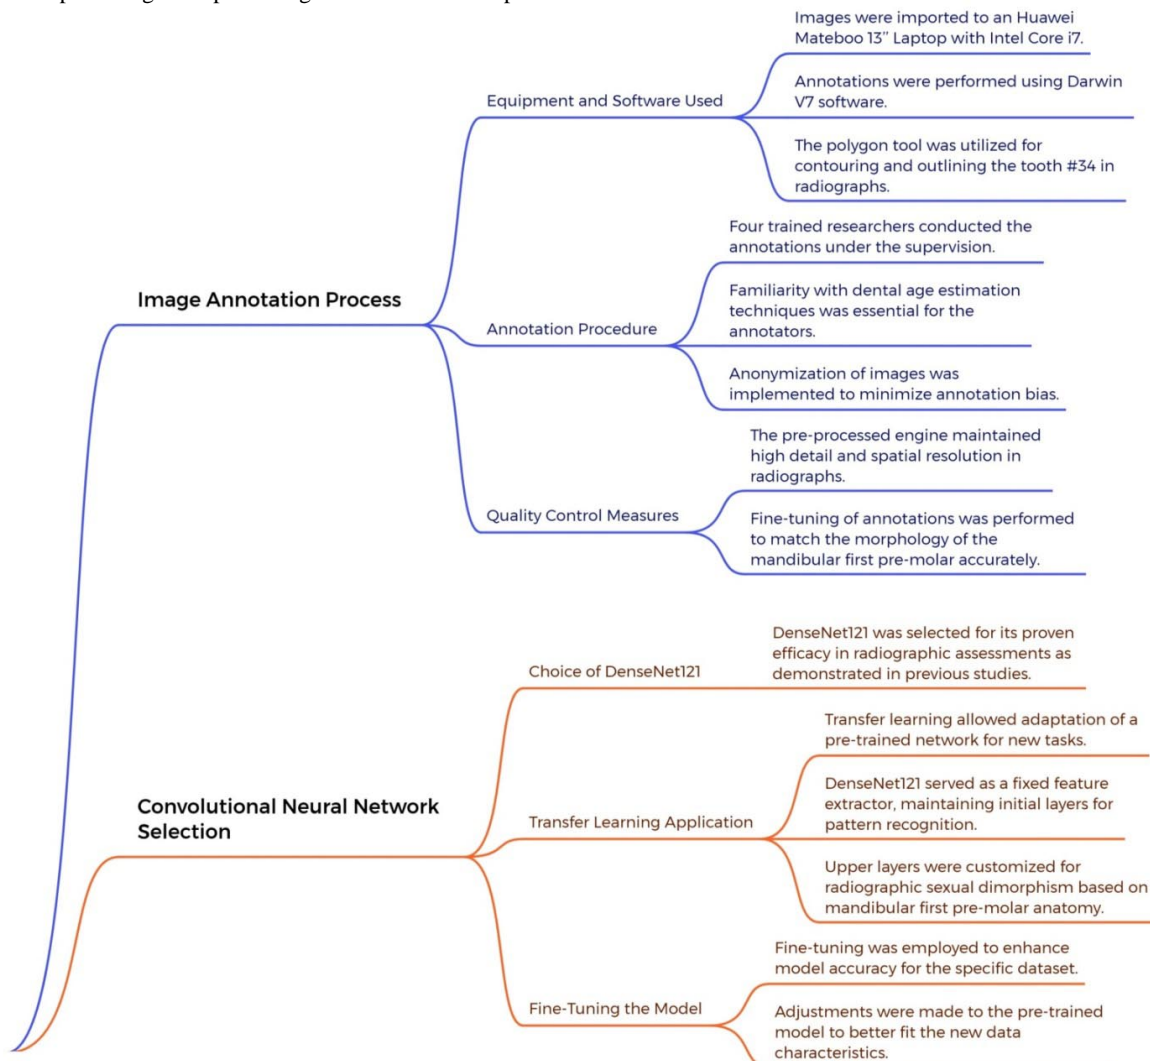 Images were imported to an Huawei
Mateboo 13” Laptop with Intel Core i7.
Equipment and Software Used
Annotations were performed using Darwin
V7 software.
The polygon tool was utilized for
contouring and outlining the tooth #34 in
radiographs.
Four trained researchers conducted the
annotations under the supervision.
Image Annotation Process
Familiarity with dental age estimation
techniques was essential for the
annotators.
Annotation Procedure
Anonymization of images was
implemented to minimize annotation bias.
The pre-processed engine maintained
high detail and spatial resolution in
radiographs.
Quality Control Measures
Fine-tuning of annotations was performed
to match the morphology of the
mandibular first pre-molar accurately.
DenseNet121 was selected for its proven
efficacy in radiographic assessments as
demonstrated in previous studies.
Choice of DenseNet121
Transfer learning allowed adaptation of a
pre-trained network for new tasks.
Convolutional Neural Network
Selection
DenseNet121 served as a fixed feature
extractor, maintaining initial layers for
pattern recognition.
Transfer Learning Application
Upper layers were customized for
radiographic sexual dimorphism based on
mandibular first pre-molar anatomy.
Fine-tuning was employed to enhance
model accuracy for the specific dataset.
Fine-Tuning the Model
Adjustments were made to the pre-trained
model to better fit the new data
characteristics.